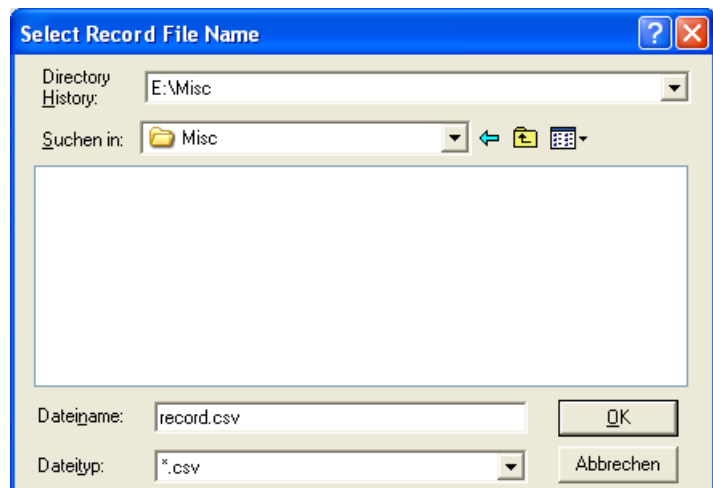 Select Record File Name
Directory
History:
E:\Misc
Suchen in:
Misc
Dateiname:
record.csv
OK
Dateityp:
*.csv
Abbrechen